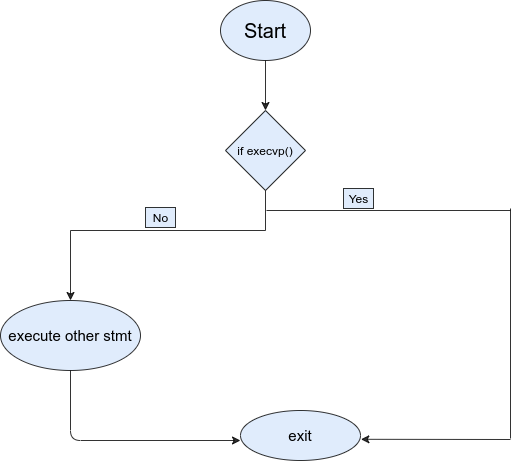 Start
if execvp()
Yes
No
execute other stmt
exit